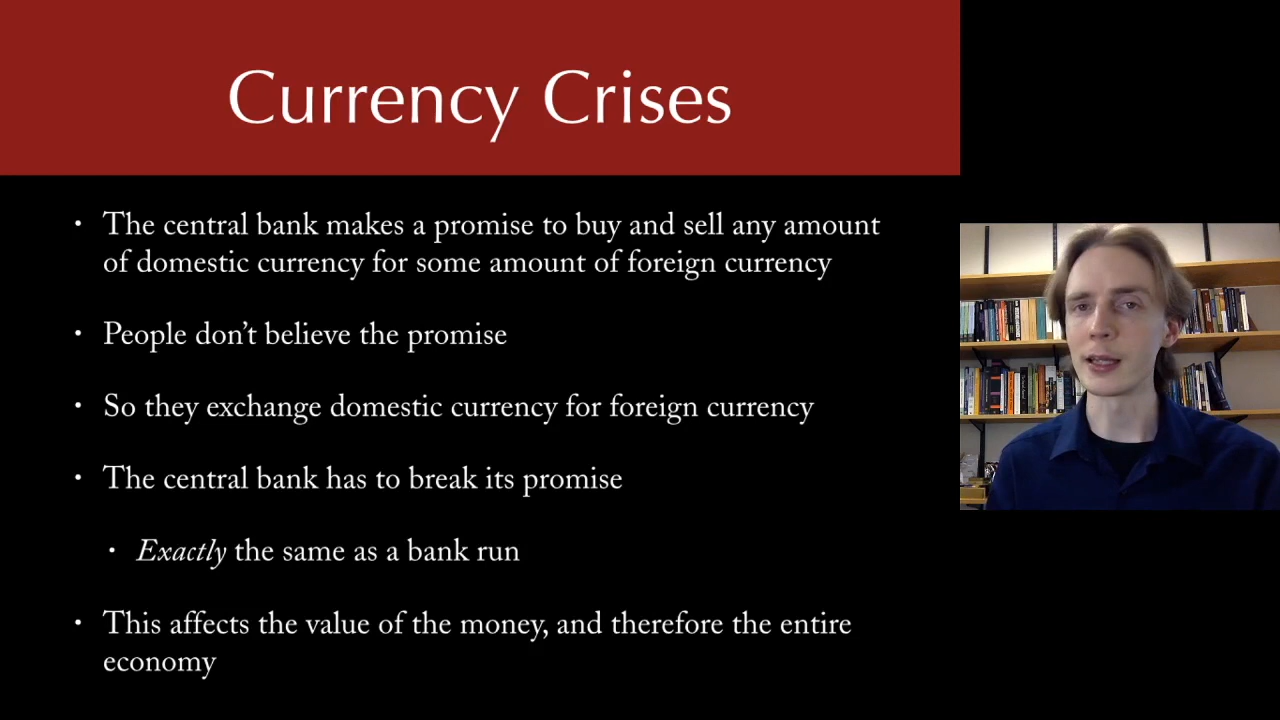 Currency Crises
• The central bank makes a promise to buy and sell any amount
of domestic currency for some amount of foreign currency
• People don’t believe the promise
• So they exchange domestic currency for foreign currency
• The central bank has to break its promise
• Exactly the same as a bank run
• This affects the value of the money, and therefore the entire
economy